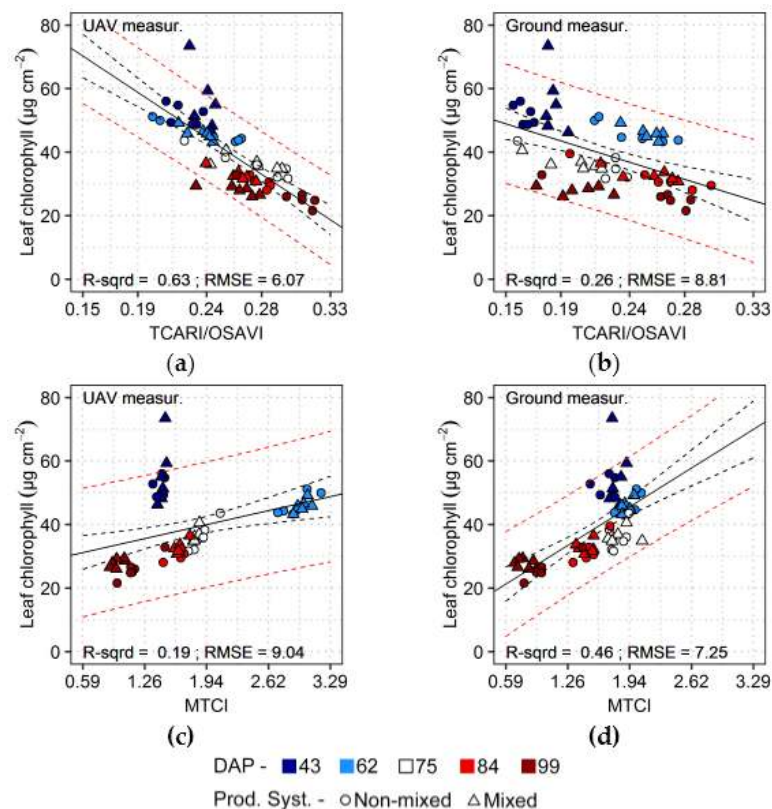 UAV measur.
Leaf chlorophyll (µg cm⁻²)
80
60
40
20
0
R-sqrd = 0.63 ; RMSE = 6.07
0.15 0.19 0.24 0.28 0.33
TCARI/OSAVI
(a)
Ground measur.
Leaf chlorophyll (µg cm⁻²)
80
60
40
20
0
R-sqrd = 0.26 ; RMSE = 8.81
0.15 0.19 0.24 0.28 0.33
TCARI/OSAVI
(b)
UAV measur.
Leaf chlorophyll (µg cm⁻²)
80
60
40
20
0
R-sqrd = 0.19 ; RMSE = 9.04
0.59 1.26 1.94 2.62 3.29
MTCI
(c)
Ground measur.
Leaf chlorophyll (µg cm⁻²)
80
60
40
20
0
R-sqrd = 0.46 ; RMSE = 7.25
0.59 1.26 1.94 2.62 3.29
MTCI
(d)
DAP - 43 62 75 84 99
Prod. Syst. - Non-mixed Mixed